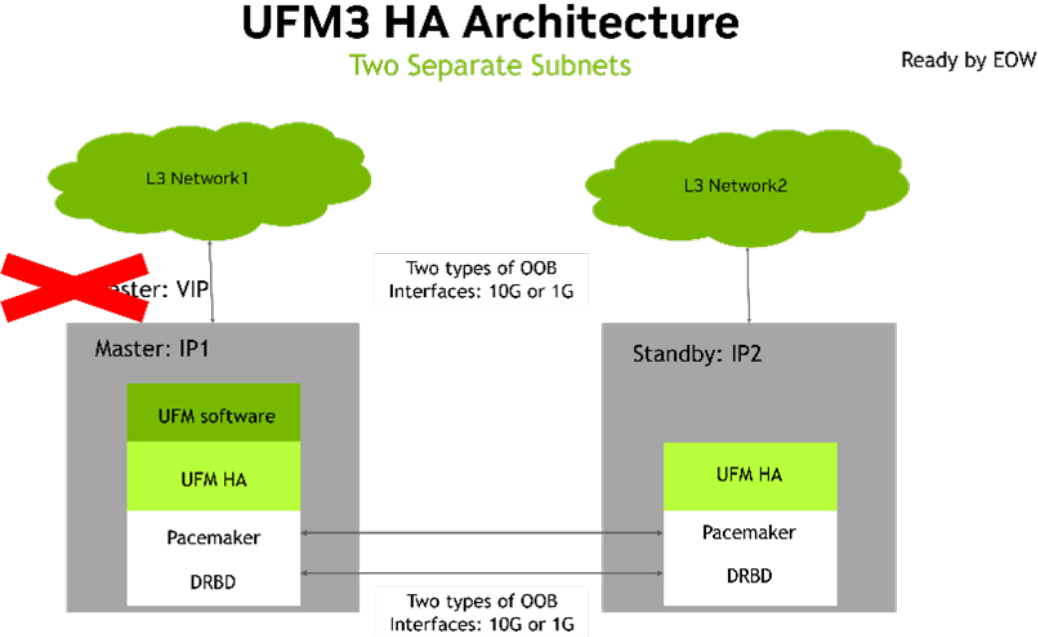 UFM3 HA Architecture
Two Separate Subnets
Ready by EOW
L3 Network1
L3 Network2
Two types of OOB
Interfaces: 10G or 1G
VIP
Master: IP1
Standby: IP2
UFM software
UFM HA
UFM HA
Pacemaker
Pacemaker
DRBD
DRBD
Two types of OOB
Interfaces: 10G or 1G